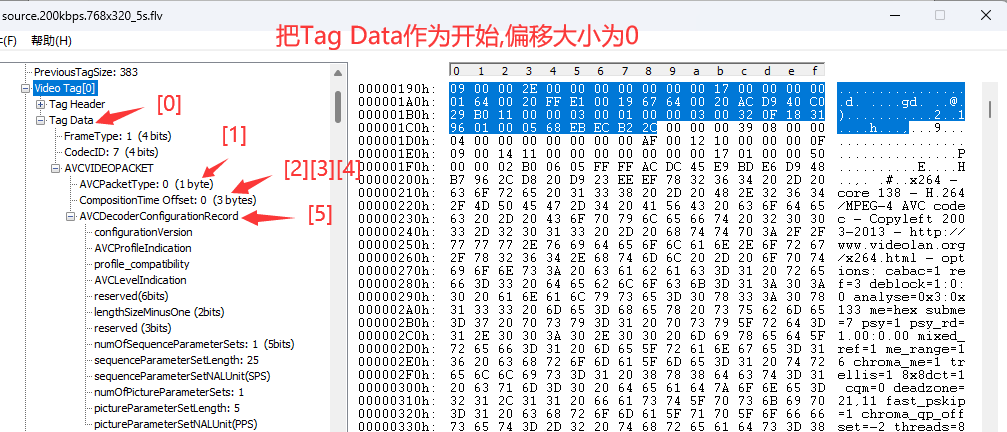 source.200kbps.768x320_5s.flv
件(F) 帮助(H)
把Tag Data作为开始,偏移大小为0
PreviousTagSize: 383
Video Tag[0]
Tag Header
Tag Data
[0]
FrameType: 1 (4 bits)
CodecID: 7 (4 bits)
[1]
AVCVIDEOPACKET
[2][3][4]
AVCPacketType: 0 (1 byte)
CompositionTime Offset: 0 (3 bytes)
AVCDecoderConfigurationRecord
[5]
configurationVersion
AVCProfileIndication
profile_compatibility
AVCLevelIndication
reserved(6bits)
lengthSizeMinusOne (2bits)
reserved (3bits)
numOfSequenceParameterSets: 1 (5bits)
sequenceParameterSetLength: 25
sequenceParameterSetNALUnit(SPS)
numOfPictureParameterSets: 1
pictureParameterSetLength: 5
pictureParameterSetNALUnit(PPS)
0 1 2 3 4 5 6 7 8 9 a b c d e f
00000190h: 09 00 00 2E 00 00 00 00 00 00 00 17 00 00 00 00
000001A0h: 01 64 00 20 FF E1 00 19 67 64 00 20 AC D9 40 C0 .d. ....gd. ..@.
000001B0h: 29 B0 11 00 00 03 00 01 00 00 03 00 32 0F 18 31 )...........2..1
000001C0h: 96 01 00 05 68 EB EC B2 2C 00 00 00 39 08 00 00 ....h...,...9...
000001D0h: 04 00 00 00 00 00 00 00 AF 00 12 10 00 00 00 0F
000001E0h: 09 00 14 11 00 00 00 00 00 00 00 17 01 00 00 50 ...............P
000001F0h: 00 00 02 B0 06 05 FF FF AC DC 45 E9 BD E6 D9 48 ..........E....H
00000200h: B7 96 2C D8 20 D9 23 EE EF 78 32 36 34 20 2D 20 ..,. .#..x264 -
00000210h: 63 6F 72 65 20 31 33 38 20 2D 20 48 2E 32 36 34 core 138 - H.264
00000220h: 2F 4D 50 45 47 2D 34 20 41 56 43 20 63 6F 64 65 /MPEG-4 AVC code
00000230h: 63 20 2D 20 43 6F 70 79 6C 65 66 74 20 32 30 30 c - Copyleft 200
00000240h: 33 2D 32 30 31 33 20 2D 20 68 74 74 70 3A 2F 2F 3-2013 - http://
00000250h: 77 77 77 2E 76 69 64 65 6F 6C 61 6E 2E 6F 72 67 www.videolan.org
00000260h: 2F 78 32 36 34 2E 68 74 6D 6C 20 2D 20 6F 70 74 /x264.html - opt
00000270h: 69 6F 6E 73 3A 20 63 61 62 61 63 3D 31 20 72 65 ions: cabac=1 re
00000280h: 66 3D 33 20 64 65 62 6C 6F 63 6B 3D 31 3A 30 3A f=3 deblock=1:0:
00000290h: 30 20 61 6E 61 6C 79 73 65 3D 30 78 33 3A 30 78 0 analyse=0x3:0x
000002A0h: 31 33 33 20 6D 65 3D 68 65 78 20 73 75 62 6D 65 133 me=hex subme
000002B0h: 3D 37 20 70 73 79 3D 31 20 70 73 79 5F 72 64 3D =7 psy=1 psy_rd=
000002C0h: 31 2E 30 30 3A 30 2E 30 30 20 6D 69 78 65 64 5F 1.00:0.00 mixed_
000002D0h: 72 65 66 3D 31 20 6D 65 5F 72 61 6E 67 65 3D 31 ref=1 me_range=1
000002E0h: 36 20 63 68 72 6F 6D 61 5F 6D 65 3D 31 20 74 72 6 chroma_me=1 tr
000002F0h: 65 6C 6C 69 73 3D 31 20 38 78 38 64 63 74 3D 31 ellis=1 8x8dct=1
00000300h: 20 63 71 6D 3D 30 20 64 65 61 64 7A 6F 6E 65 3D cqm=0 deadzone=
00000310h: 32 31 2C 31 31 20 66 61 73 74 5F 70 73 6B 69 70 21,11 fast_pskip
00000320h: 3D 31 20 63 68 72 6F 6D 61 5F 71 70 5F 6F 66 66 =1 chroma_qp_off
00000330h: 73 65 74 3D 2D 32 20 74 68 72 65 61 64 73 3D 38 set=-2 threads=8